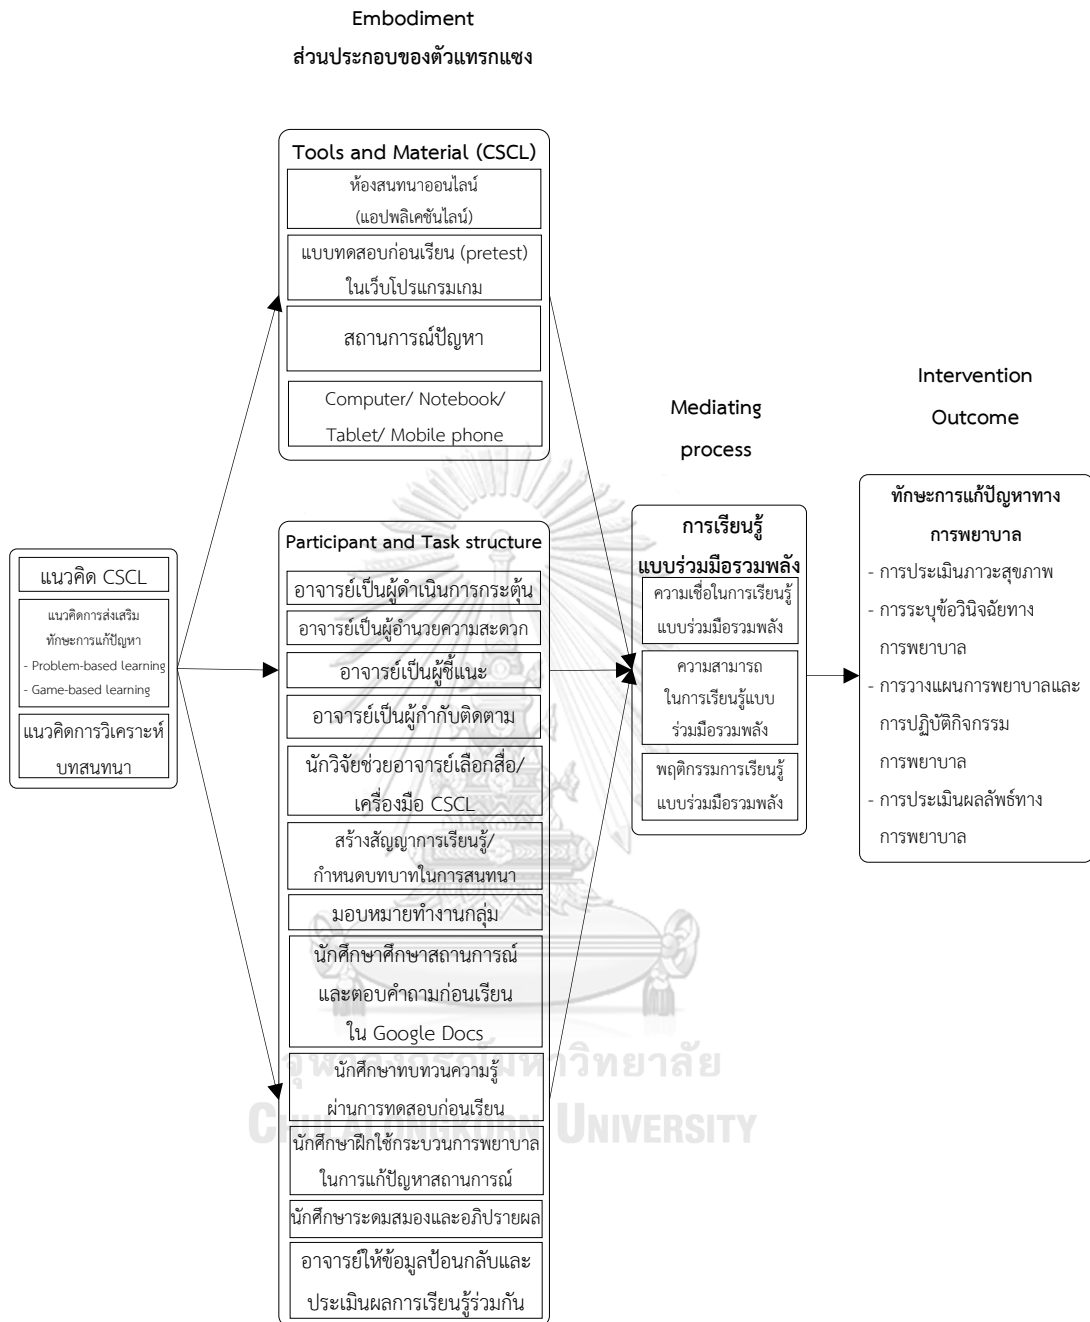 Embodiment
ส่วนประกอบของตัวแทรกแซง
Tools and Material (CSCL)
ห้องสนทนาออนไลน์
(แอปพลิเคชันไลน์)
แบบทดสอบก่อนเรียน (pretest)
ในเว็บโปรแกรมเกม
สถานการณ์ปัญหา
Computer/ Notebook/
Tablet/ Mobile phone
แนวคิด CSCL
แนวคิดการส่งเสริม
ทักษะการแก้ปัญหา
- Problem-based learning
- Game-based learning
แนวคิดการวิเคราะห์
บทสนทนา
Participant and Task structure
อาจารย์เป็นผู้ดำเนินการกระตุ้น
อาจารย์เป็นผู้อำนวยความสะดวก
อาจารย์เป็นผู้ชี้แนะ
อาจารย์เป็นผู้กำกับติดตาม
นักวิจัยช่วยอาจารย์เลือกสื่อ/
เครื่องมือ CSCL
สร้างสัญญาการเรียนรู้/
กำหนดบทบาทในการสนทนา
มอบหมายทำงานกลุ่ม
นักศึกษาศึกษาสถานการณ์
และตอบคำถามก่อนเรียน
ใน Google Docs
นักศึกษาทบทวนความรู้
ผ่านการทดสอบก่อนเรียน
นักศึกษาฝึกใช้กระบวนการพยาบาล
ในการแก้ปัญหาสถานการณ์
นักศึกษาระดมสมองและอภิปรายผล
อาจารย์ให้ข้อมูลป้อนกลับและ
ประเมินผลการเรียนรู้ร่วมกัน
Mediating
process
การเรียนรู้
แบบร่วมมือรวมพลัง
ความเชื่อในการเรียนรู้
แบบร่วมมือรวมพลัง
ความสามารถ
ในการเรียนรู้แบบ
ร่วมมือรวมพลัง
พฤติกรรมการเรียนรู้
แบบร่วมมือรวมพลัง
Intervention
Outcome
ทักษะการแก้ปัญหาทาง
การพยาบาล
- การประเมินภาวะสุขภาพ
- การระบุข้อวินิจฉัยทาง
การพยาบาล
- การวางแผนการพยาบาลและ
การปฏิบัติกิจกรรม
การพยาบาล
- การประเมินผลลัพธ์ทาง
การพยาบาล
จุฬาลงกรณ์มหาวิทยาลัย
CHULALONGKORN UNIVERSITY